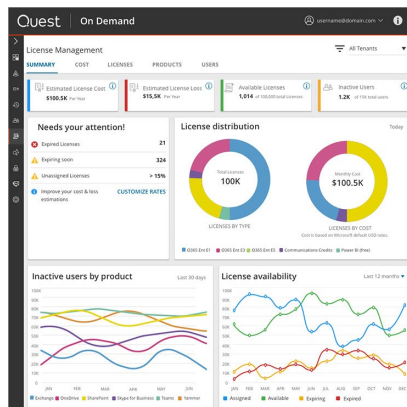 Quest | On Demand
username@domain.com
License Management
All Tenants
SUMMARY COST LICENSES PRODUCTS USERS
Estimated License Cost
$100.5K Per Year
Estimated License Loss
$15,5K Per Year
Available Licenses
1,014 of 100,000 total Licenses
Inactive Users
1.2K of 15K total users
Needs your attention!
Expired Licenses 21
Expiring soon 324
Unassigned Licenses > 15%
Improve your cost & loss
estimations
CUSTOMIZE RATES
License distribution
Today
Total Licenses
100K
LICENSES BY TYPE
Monthly Cost
$100.5K
LICENSES BY COST
Cost is based on Microsoft default USD rates.
O365 Ent E1 O365 Ent E3 O365 Ent E5 Communications Credits Power BI (free)
Inactive users by product
Last 30 days
100K
90K
80K
70K
60K
50K
40K
30K
20K
10K
0
JAN FEB MAR APR MAY JUN
Exchange OneDrive SharePoint Skype for Business Teams Yammer
License availability
Last 12 months
100K
90K
80K
70K
60K
50K
40K
30K
20K
10K
0
JAN FEB MAR APR MAY JUN JUL AUG SEP OCT NOV DEC
Assigned Available Expiring Expired